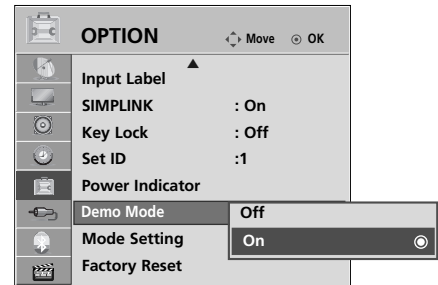 OPTION Move OK
Input Label
SIMPLINK : On
Key Lock : Off
Set ID :1
Power Indicator
Demo Mode Off
Mode Setting On
Factory Reset